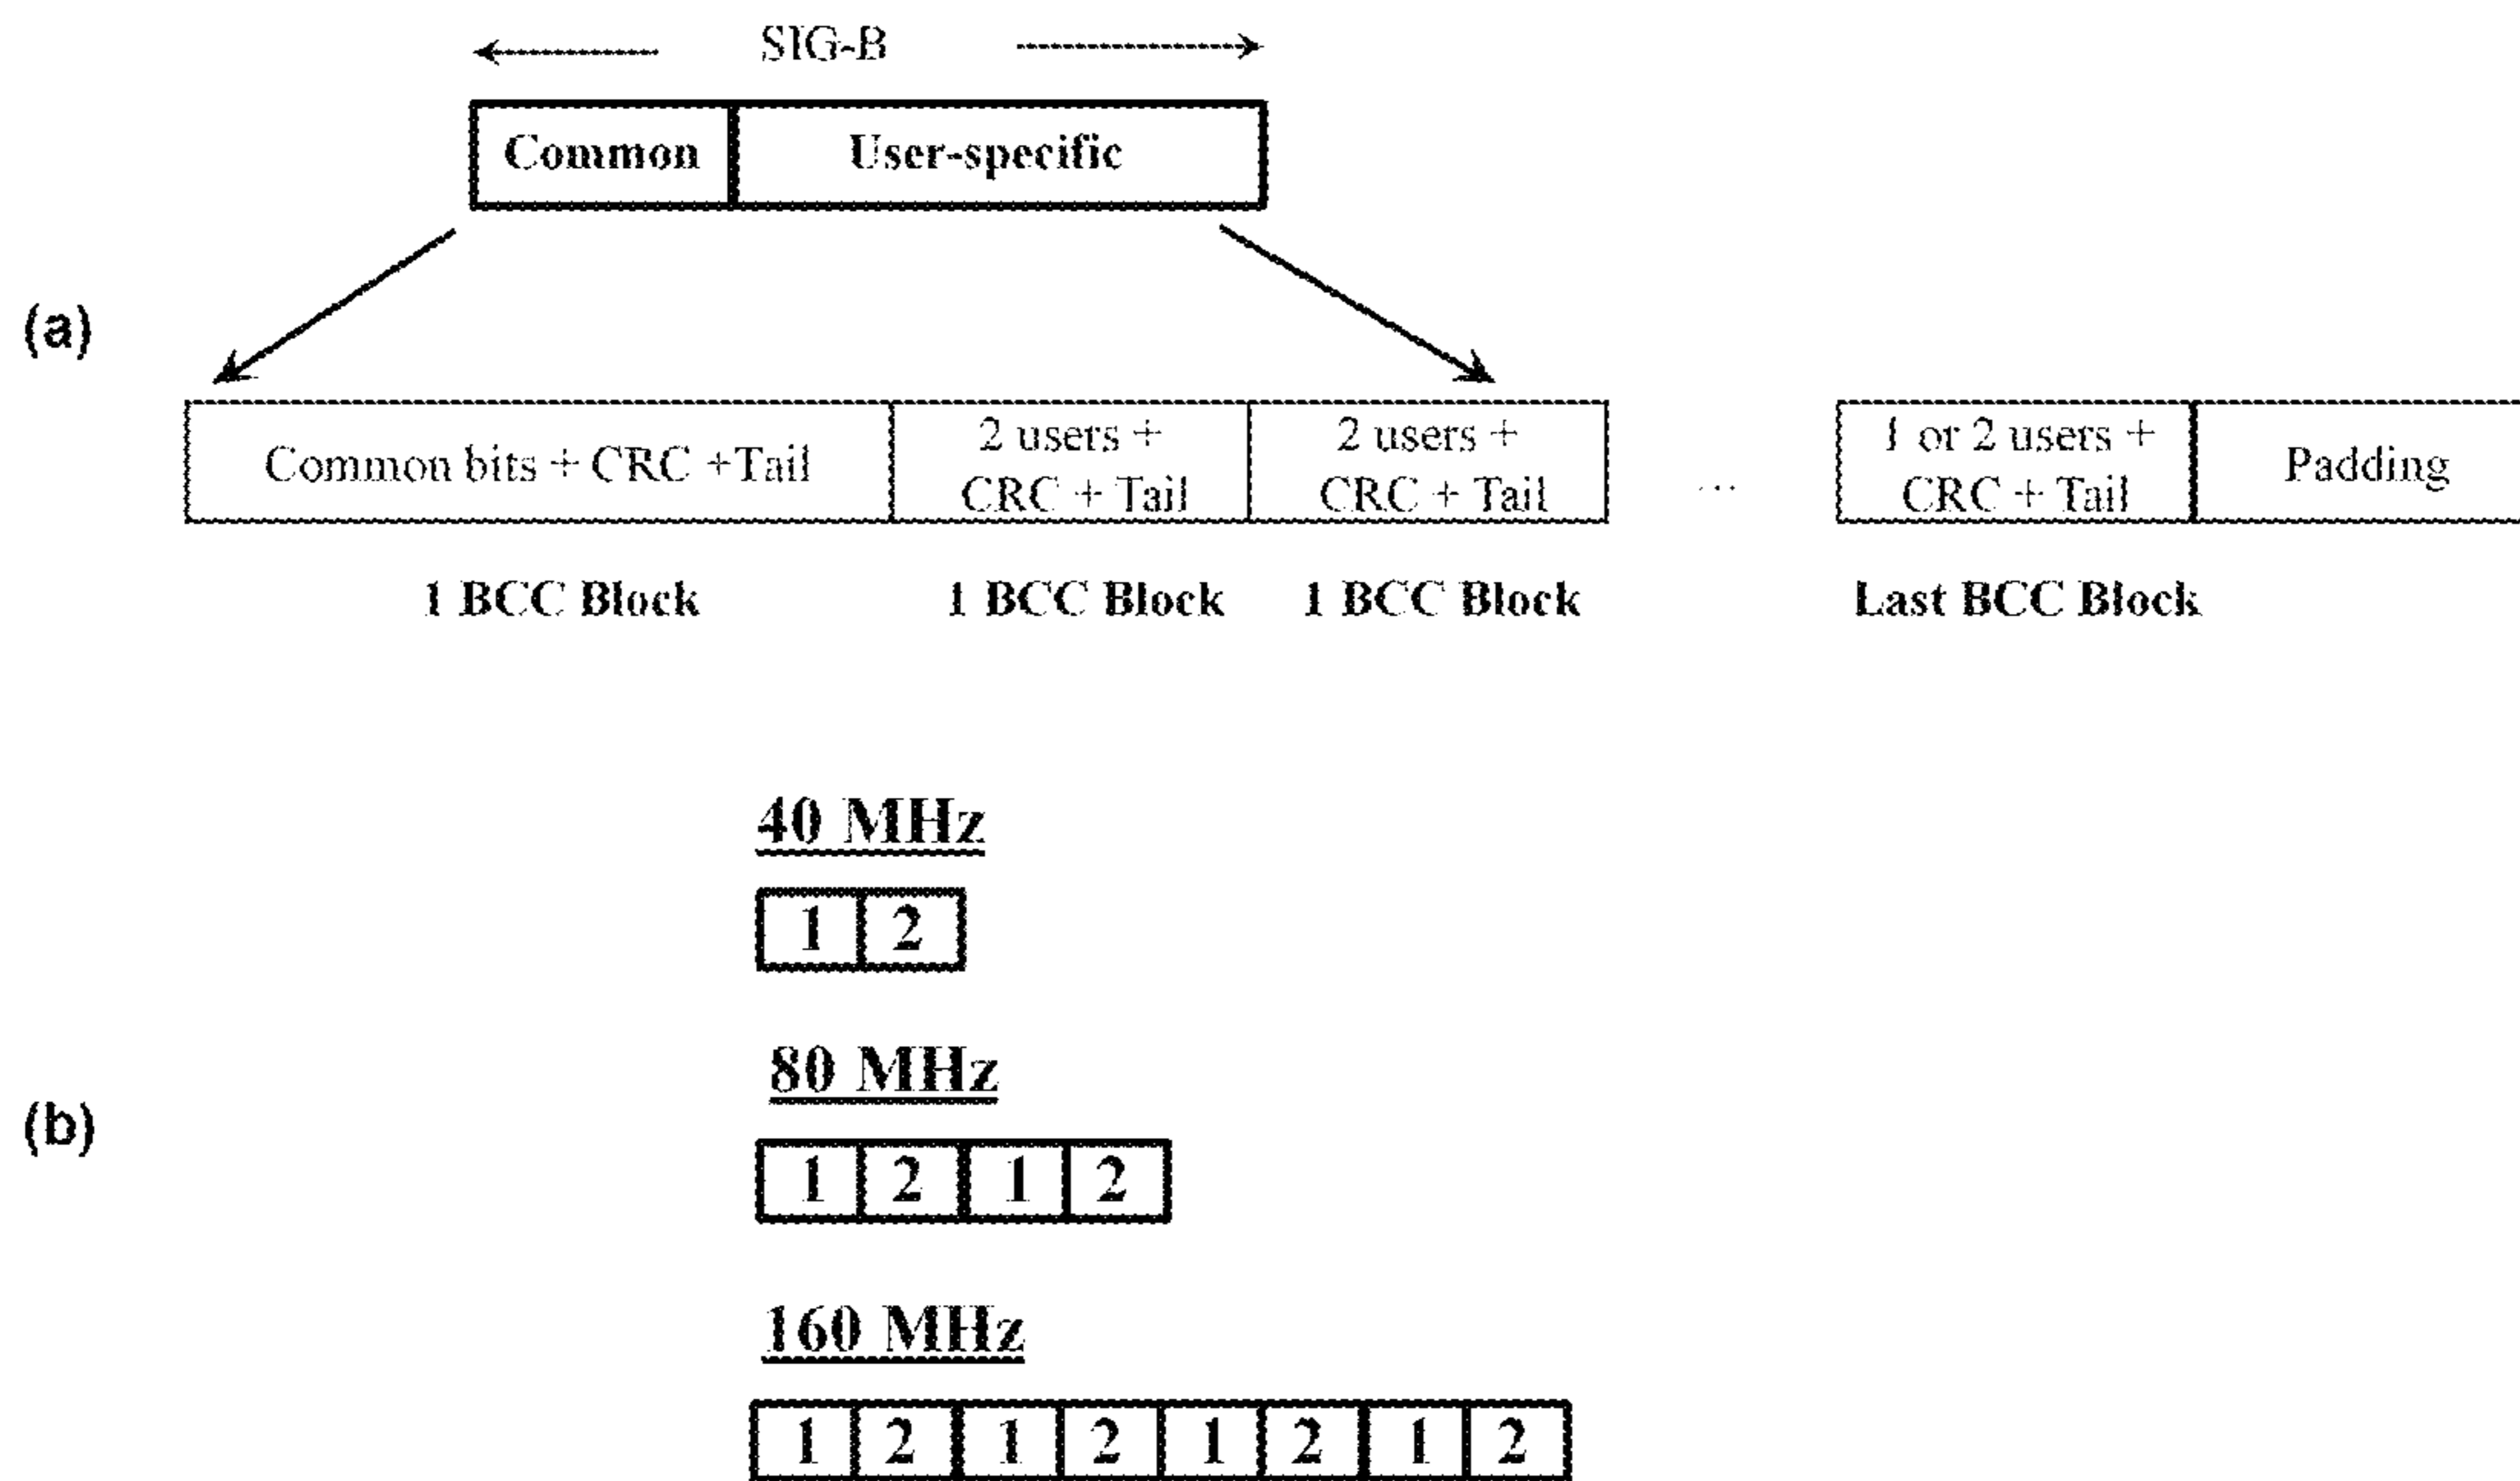 SIG-B
Common User-specific
(a)
Common bits + CRC +Tail
2 users +
CRC + Tail
2 users +
CRC + Tail
...
1 or 2 users +
CRC + Tail
Padding
1 BCC Block 1 BCC Block 1 BCC Block Last BCC Block
40 MHz
1 2
80 MHz
(b)
1 2 1 2
160 MHz
1 2 1 2 1 2 1 2